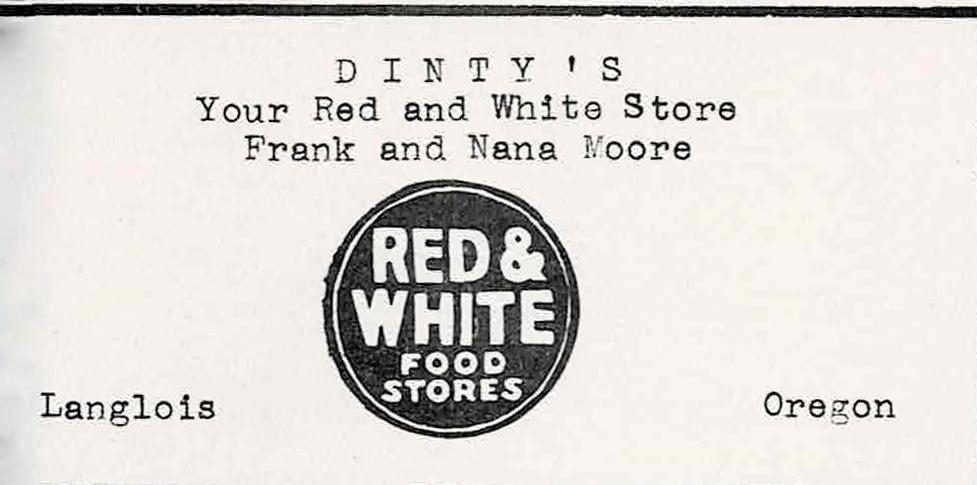 D I N T Y ' S
Your Red and White Store
Frank and Nana Moore
RED &
WHITE
FOOD
STORES
Langlois
Oregon